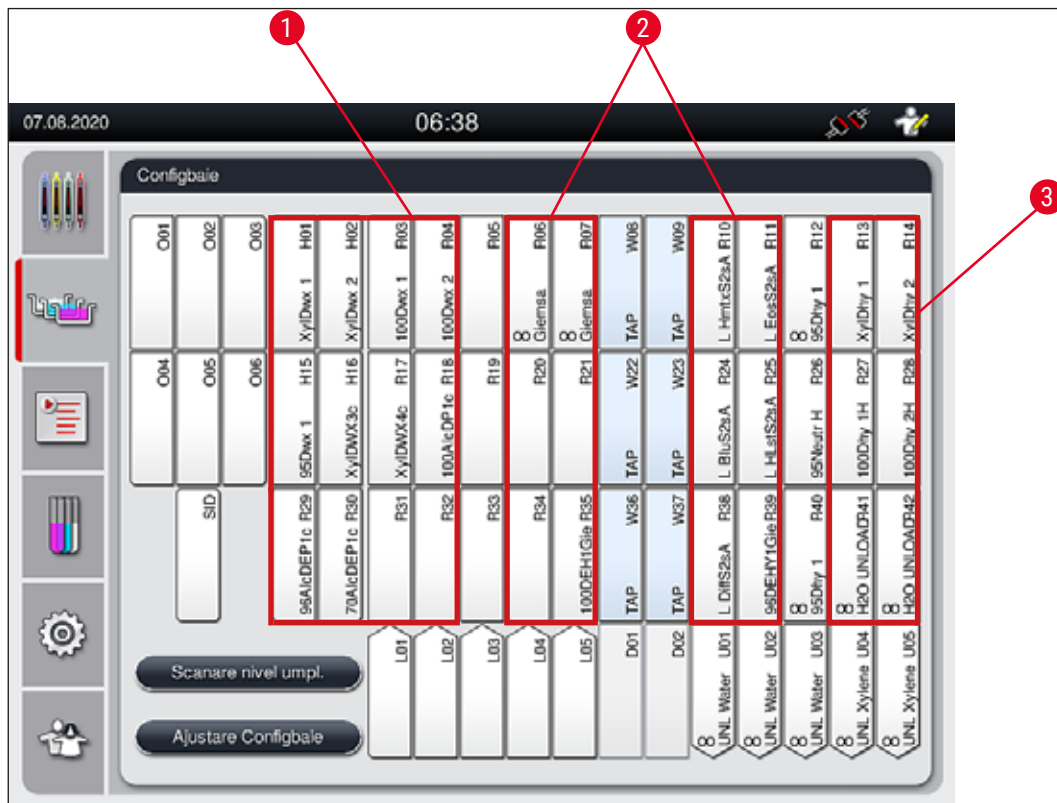 1
2
3
07.08.2020
06:38
Configbaie
O01
O02
O03
XylDwx 1 H01
XylDwx 2 H02
100Dwx 1 R03
100Dwx 2 R04
R05
∞ Giemsa R06
∞ Giemsa R07
TAP W08
TAP W09
L HmtxS2sA R10
L EosS2sA R11
∞ 95Dhy 1 R12
XylDhy 1 R13
XylDhy 2 R14
O04
O05
O06
95Dwx 1 H15
XylDWX3c H16
XylDWX4c R17
100AlcDP1c R18
R19
R20
R21
TAP W22
TAP W23
L BluS2sA R24
L HLstS2sA R25
95Neutr H R26
100Dhy 1H R27
100Dhy 2H R28
SID
96AlcDEP1c R29
70AlcDEP1c R30
R31
R32
R33
R34
100DEH1Gie R35
TAP W36
TAP W37
L DiffS2sA R38
96DEHY1Gie R39
∞ 95Dhy 1 R40
∞ H2O UNLOAD R41
∞ H2O UNLOAD R42
Scanare nivel umpl.
Ajustare Configbaie
L01
L02
L03
L04
L05
D01
D02
∞ UNL Water U01
∞ UNL Water U02
∞ UNL Water U03
∞ UNL Xylene U04
∞ UNL Xylene U05